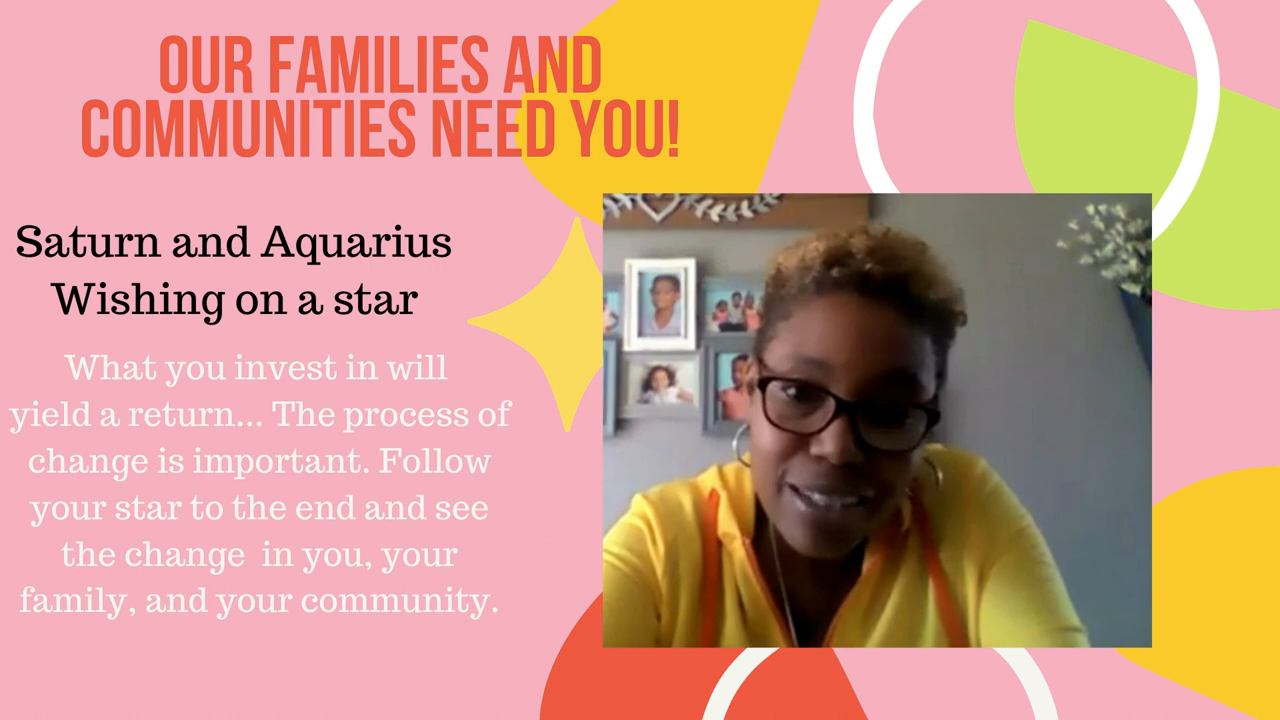 OUR FAMILIES AND
COMMUNITIES NEED YOU!
Saturn and Aquarius
Wishing on a star
What you invest in will
yield a return... The process of
change is important. Follow
your star to the end and see
the change  in you, your
family, and your community.